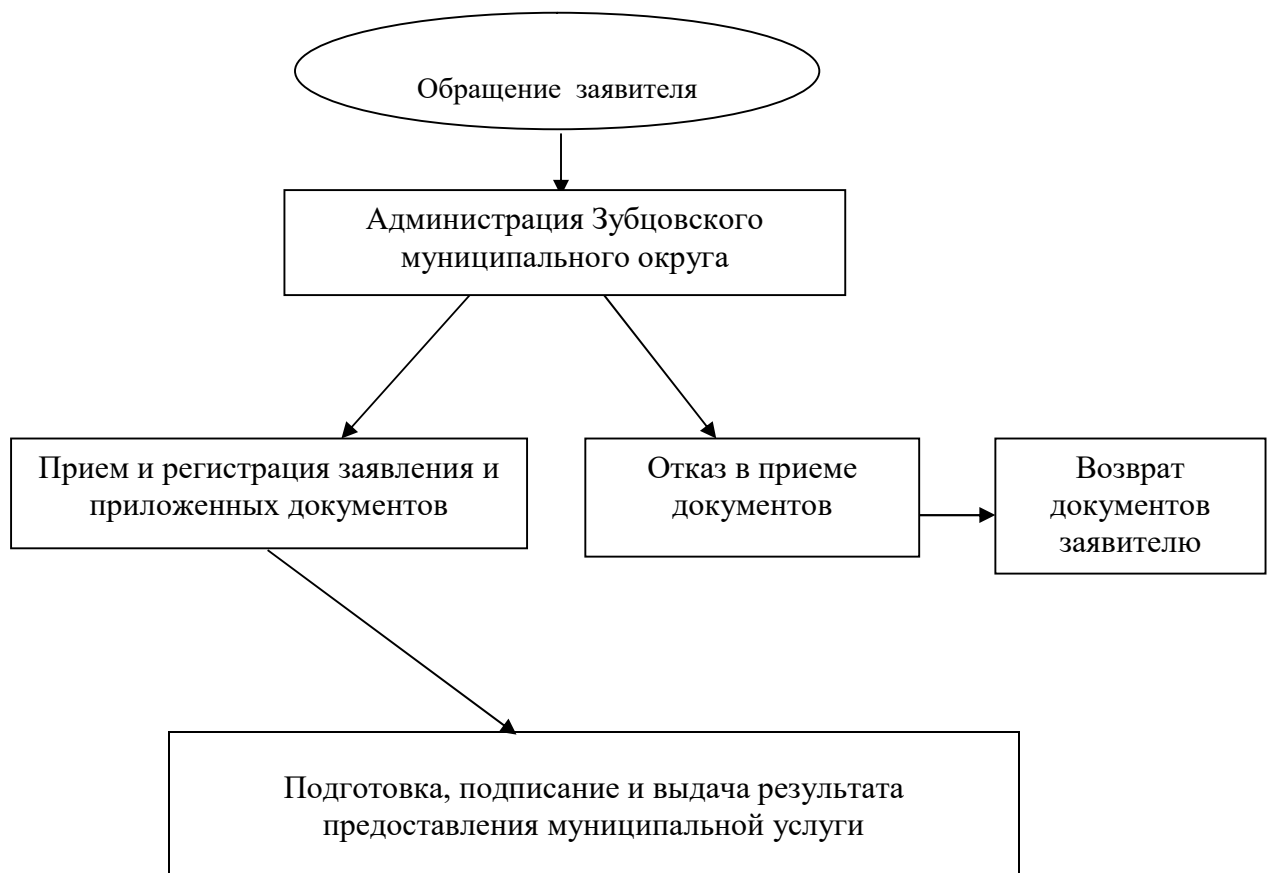 Обращение заявителя
Администрация Зубцовского
муниципального округа
Прием и регистрация заявления и
приложенных документов
Отказ в приеме
документов
Возврат
документов
заявителю
Подготовка, подписание и выдача результата
предоставления муниципальной услуги